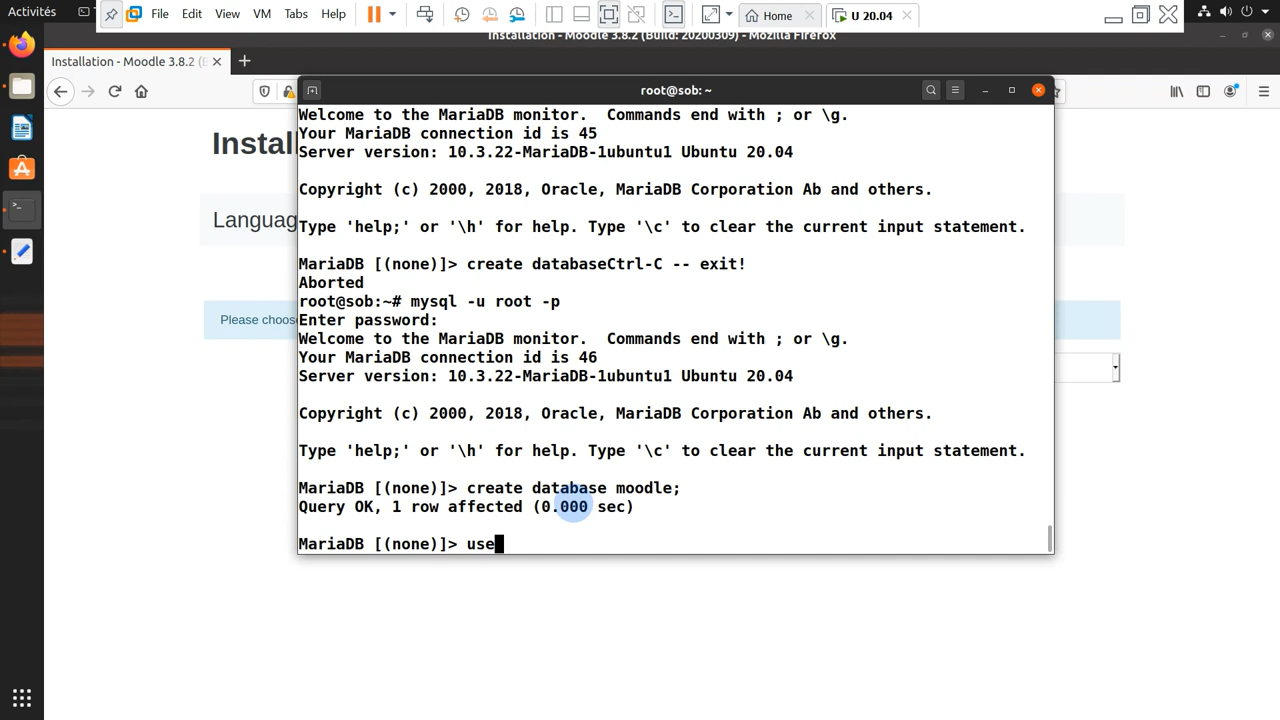 Activités
File Edit View VM Tabs Help
Home
U 20.04
Installation - Moodle 3.8.2 (Build: 20200309) - Mozilla Firefox
Installation - Moodle 3.8.2 (
root@sob: ~
Install
Language
Please choose
Welcome to the MariaDB monitor.  Commands end with ; or \g.
Your MariaDB connection id is 45
Server version: 10.3.22-MariaDB-1ubuntu1 Ubuntu 20.04
Copyright (c) 2000, 2018, Oracle, MariaDB Corporation Ab and others.
Type 'help;' or '\h' for help. Type '\c' to clear the current input statement.
MariaDB [(none)]> create databaseCtrl-C -- exit!
Aborted
root@sob:~# mysql -u root -p
Enter password:
Welcome to the MariaDB monitor.  Commands end with ; or \g.
Your MariaDB connection id is 46
Server version: 10.3.22-MariaDB-1ubuntu1 Ubuntu 20.04
Copyright (c) 2000, 2018, Oracle, MariaDB Corporation Ab and others.
Type 'help;' or '\h' for help. Type '\c' to clear the current input statement.
MariaDB [(none)]> create database moodle;
Query OK, 1 row affected (0.000 sec)
MariaDB [(none)]> use